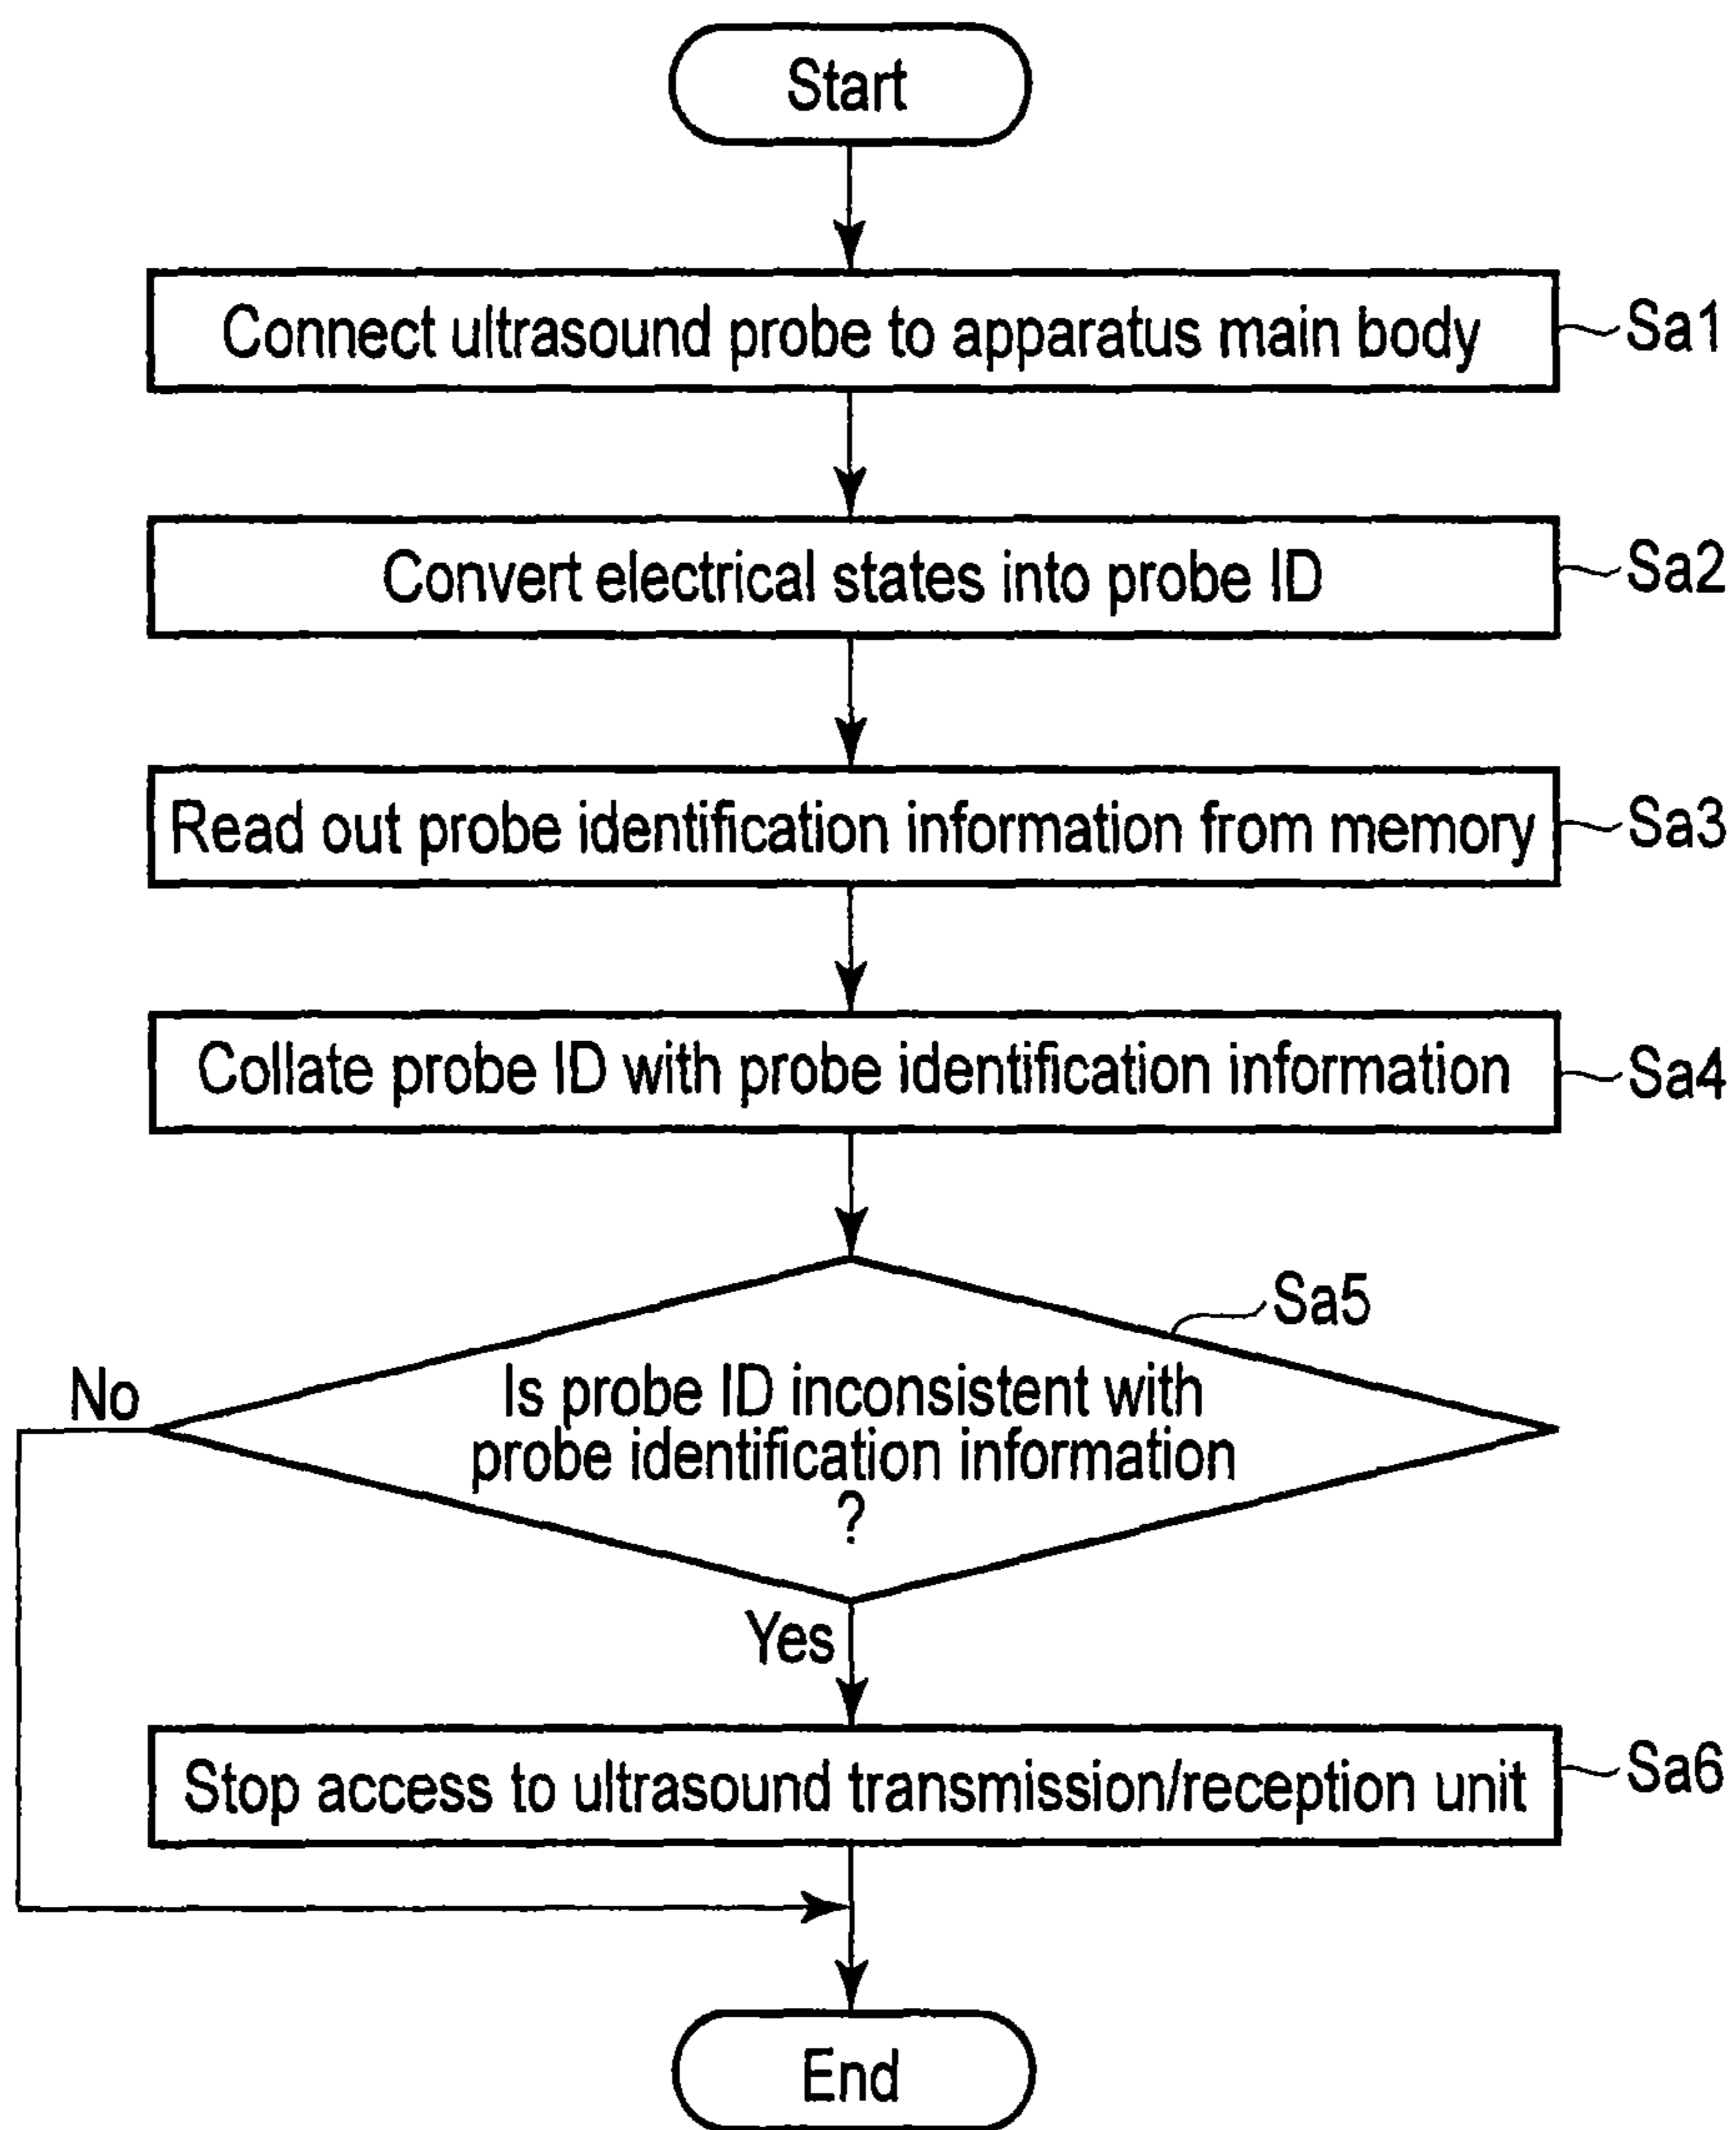 Start
Connect ultrasound probe to apparatus main body
Sa1
Convert electrical states into probe ID
Sa2
Read out probe identification information from memory
Sa3
Collate probe ID with probe identification information
Sa4
Sa5
No
Is probe ID inconsistent with
probe identification information
?
Yes
Stop access to ultrasound transmission/reception unit
Sa6
End